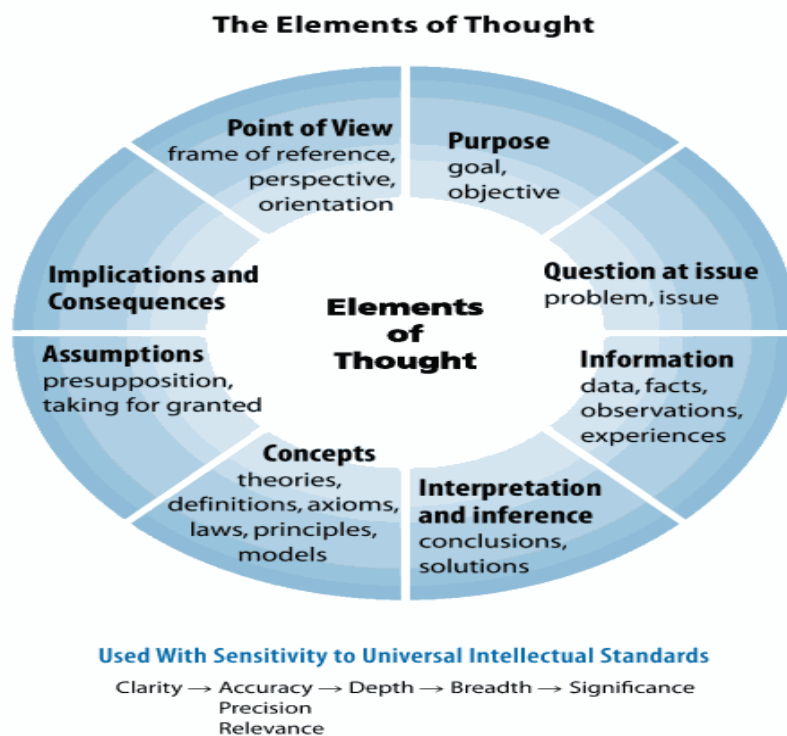 The Elements of Thought
Point of View
frame of reference,
perspective,
orientation
Purpose
goal,
objective
Question at issue
problem, issue
Information
data, facts,
observations,
experiences
Interpretation
and inference
conclusions,
solutions
Concepts
theories,
definitions, axioms,
laws, principles,
models
Assumptions
presupposition,
taking for granted
Implications and
Consequences
Elements
of
Thought
Used With Sensitivity to Universal Intellectual Standards
Clarity → Accuracy → Depth → Breadth → Significance
Precision
Relevance